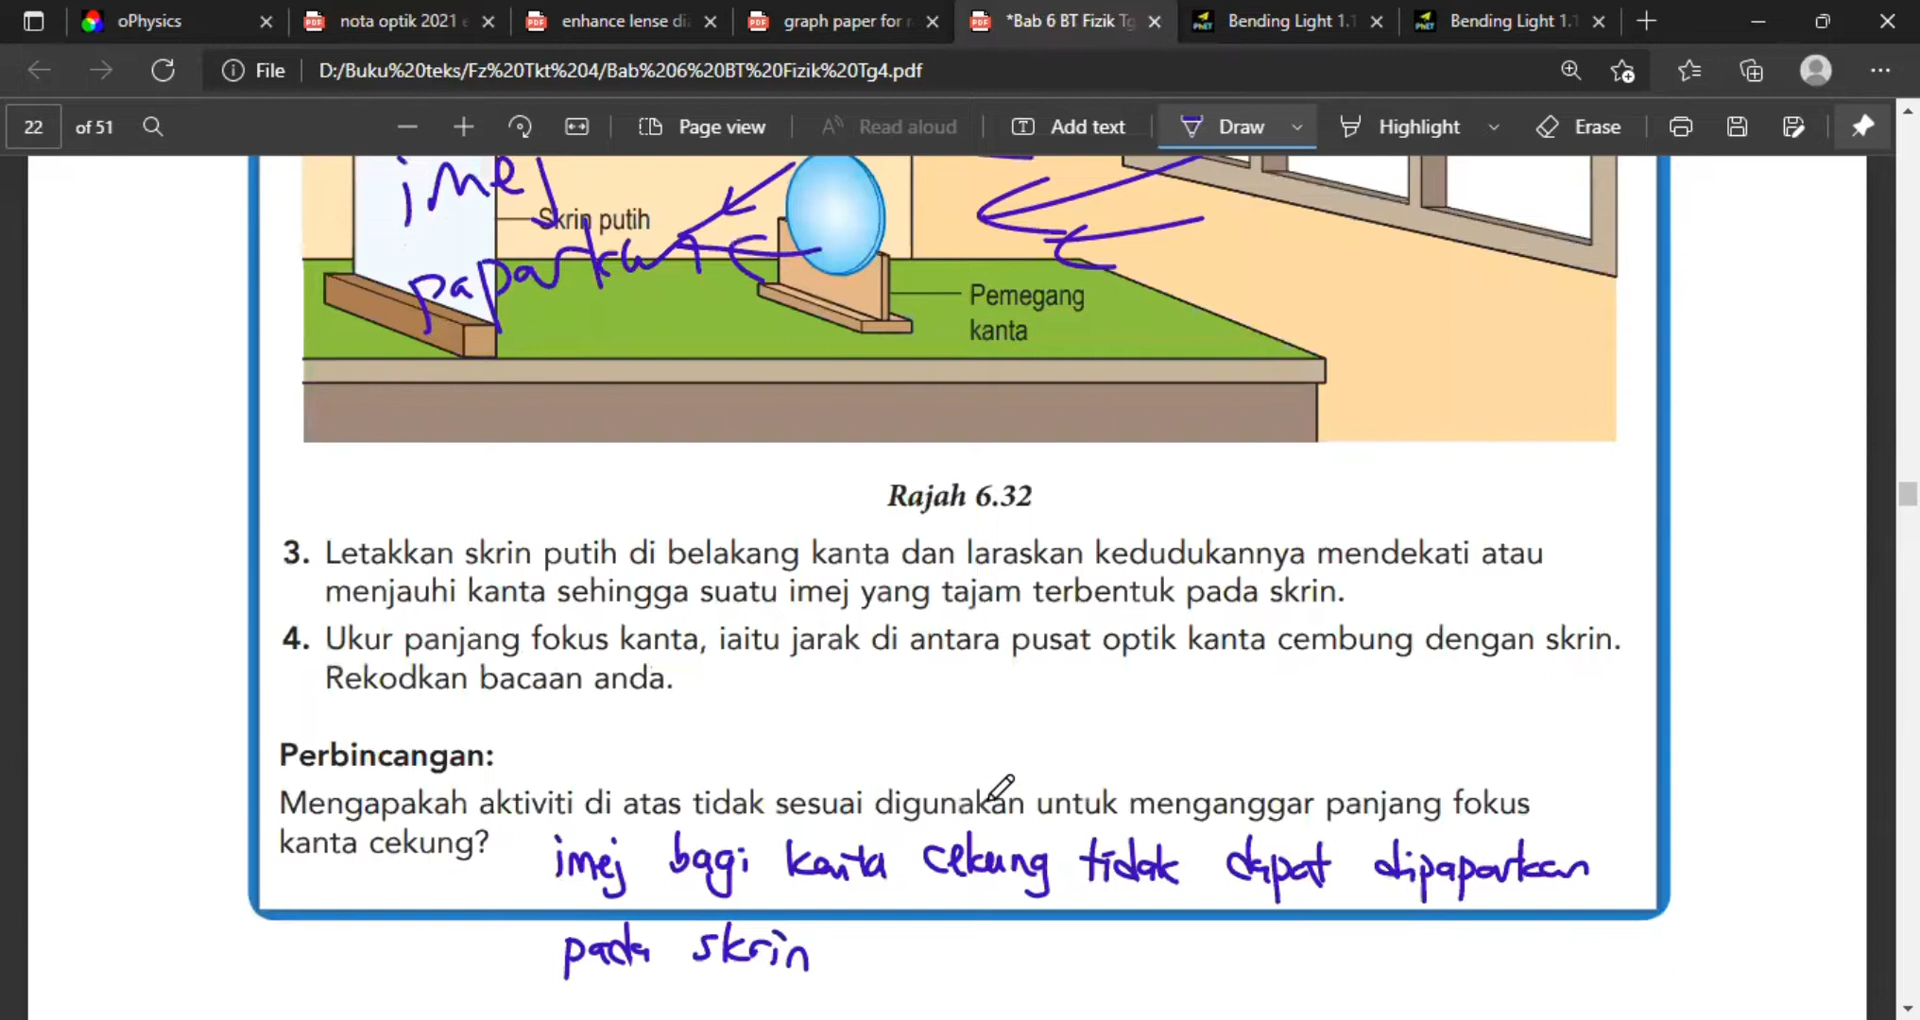 oPhysics
nota optik 2021
enhance lense di
graph paper for
*Bab 6 BT Fizik Tg
Bending Light 1.1
Bending Light 1.1
File
D:/Buku%20teks/Fz%20Tkt%204/Bab%206%20BT%20Fizik%20Tg4.pdf
22 of 51
Page view
Read aloud
Add text
Draw
Highlight
Erase
imej
Skrin putih
Pemegang
kanta
Rajah 6.32
3. Letakkan skrin putih di belakang kanta dan laraskan kedudukannya mendekati atau
menjauhi kanta sehingga suatu imej yang tajam terbentuk pada skrin.
4. Ukur panjang fokus kanta, iaitu jarak di antara pusat optik kanta cembung dengan skrin.
Rekodkan bacaan anda.
Perbincangan:
Mengapakah aktiviti di atas tidak sesuai digunakan untuk menganggar panjang fokus
kanta cekung?
imej bagi kanta cekung tidak dapat dipaparkan
pada skrin